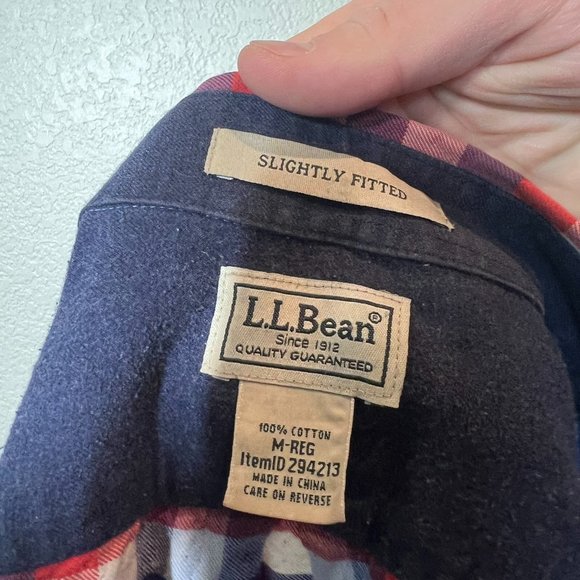 SLIGHTLY FITTED
L.L.Bean®
Since 1912
QUALITY GUARANTEED
100% COTTON
M-REG
ItemID 294213
MADE IN CHINA
CARE ON REVERSE